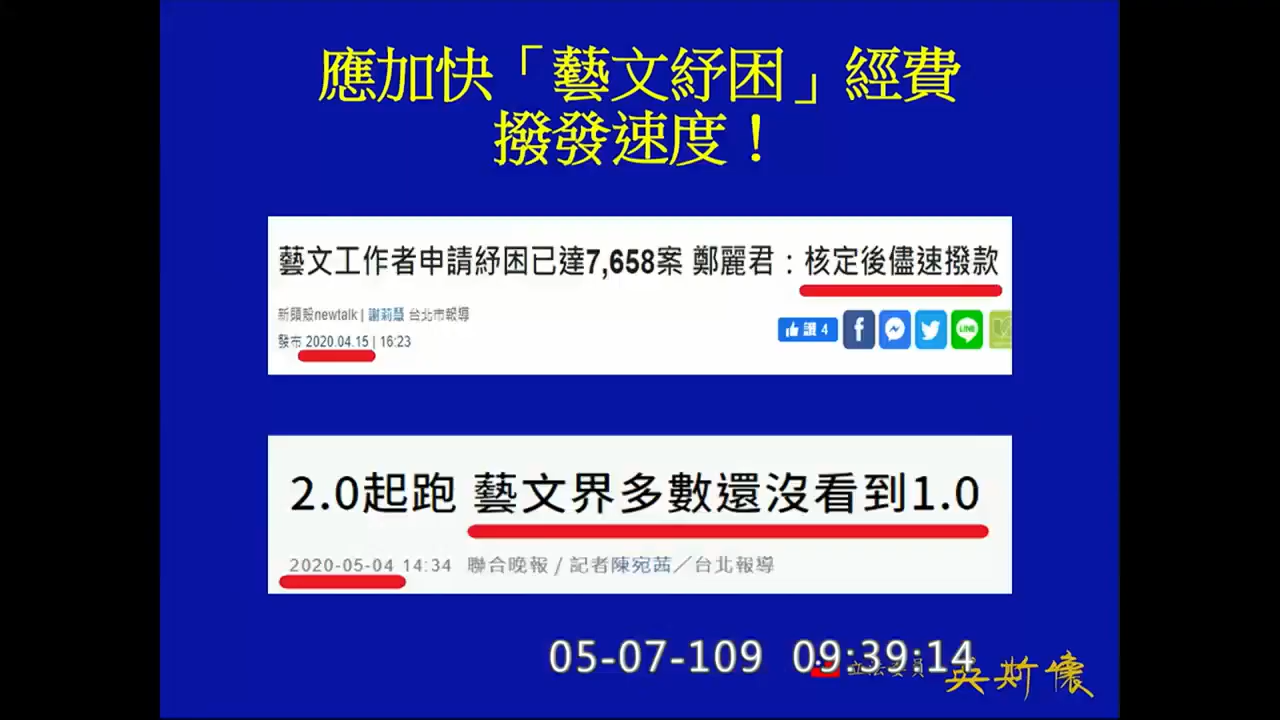 應加快「藝文紓困」經費
撥發速度！
藝文工作者申請紓困已達7,658案 鄭麗君：核定後儘速撥款
新頭殼newtalk | 謝莉慧 台北市報導
發布 2020.04.15 | 16:23
讚 4
LINE
2.0起跑 藝文界多數還沒看到1.0
2020-05-04 14:34 聯合晚報 / 記者陳宛茜／台北報導
05-07-109 09:39:14
立法委員 吳斯懷